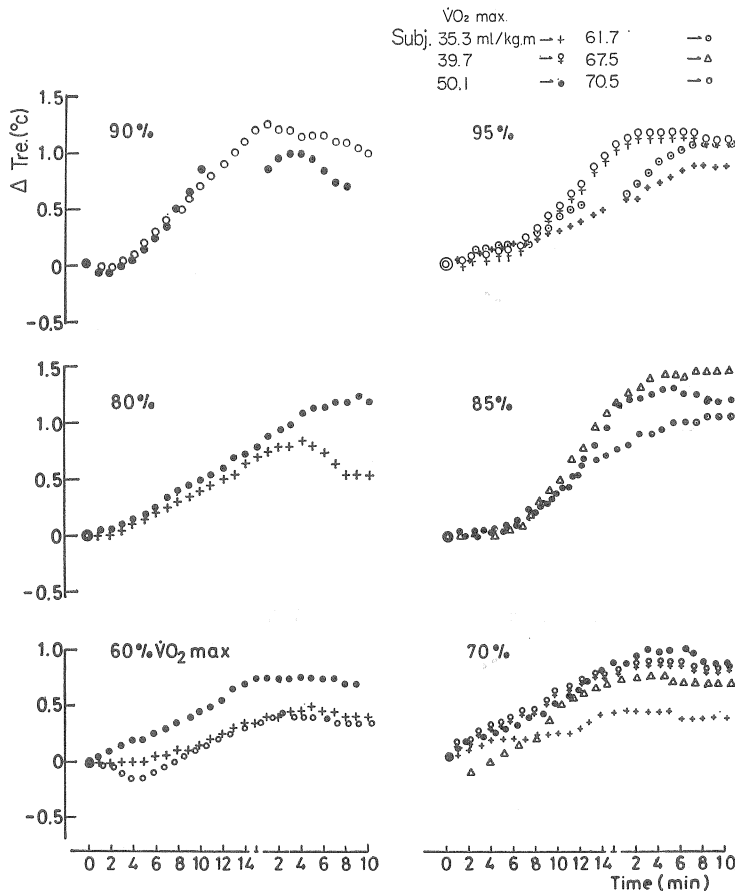 V̇O2 max.
Subj. 35.3 ml/kg.m → + 61.7 → ⊙
39.7 → ♀ 67.5 → △
50.1 → ● 70.5 → ○
Δ Tre.(°c)
90%
95%
1.5
1.0
0.5
0
-0.5
80%
85%
1.5
1.0
0.5
0
-0.5
60% V̇O2 max
70%
1.0
0.5
0
-0.5
0 2 4 6 8 10 12 14 2 4 6 8 10
0 2 4 6 8 10 12 14 2 4 6 8 10
Time (min)